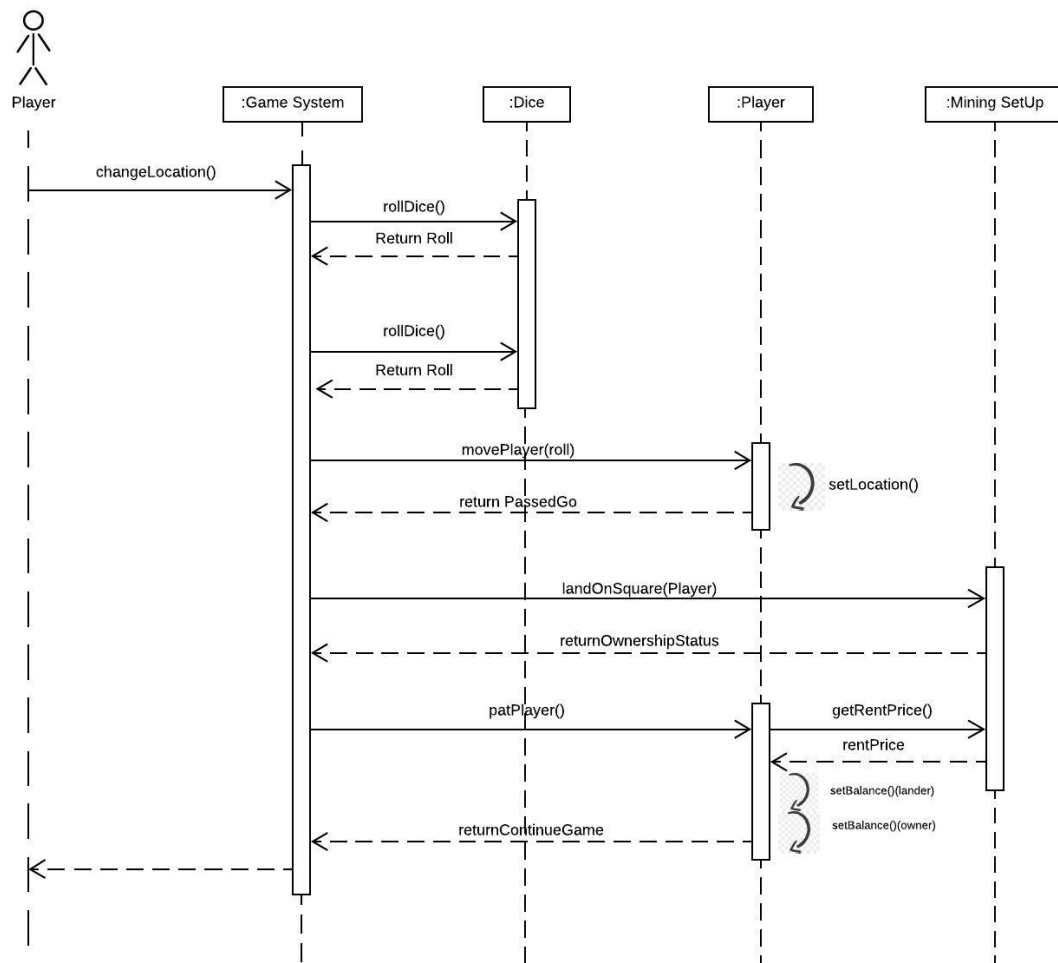 Player
:Game System
:Dice
:Player
:Mining SetUp
changeLocation()
rollDice()
Return Roll
rollDice()
Return Roll
movePlayer(roll)
setLocation()
return PassedGo
landOnSquare(Player)
returnOwnershipStatus
patPlayer()
getRentPrice()
rentPrice
setBalance()(lander)
setBalance()(owner)
returnContinueGame